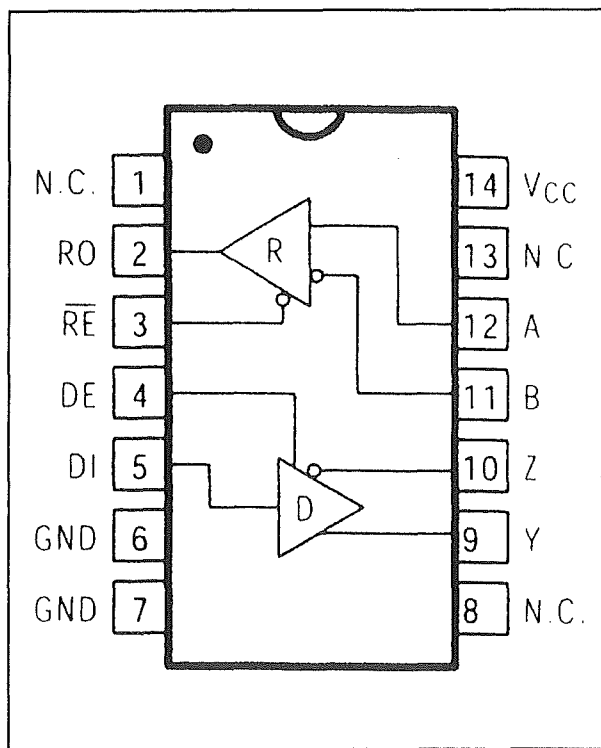 N.C. 1
RO 2
R̅E̅ 3
DE 4
DI 5
GND 6
GND 7
R
D
14 VCC
13 NC
12 A
11 B
10 Z
9 Y
8 N.C.